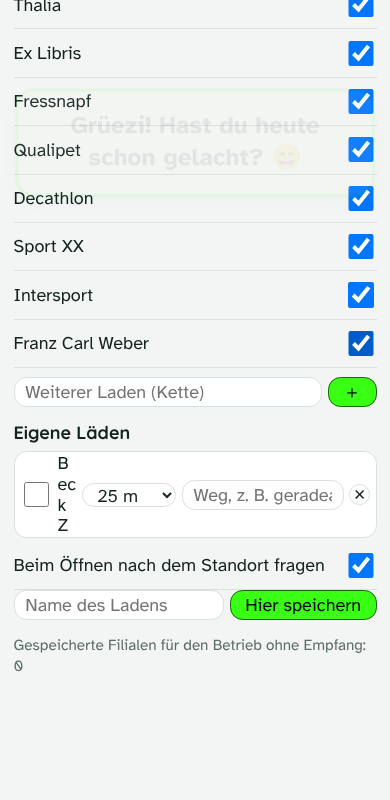 Thalia
Ex Libris
Fressnapf
Grüezi! Hast du heute
Qualipet
schon gelacht? 😄
Decathlon
Sport XX
Intersport
Franz Carl Weber
Weiterer Laden (Kette)
+
Eigene Läden
B
ec
k
Z
25 m
Weg, z. B. gerade
×
Beim Öffnen nach dem Standort fragen
Name des Ladens
Hier speichern
Gespeicherte Filialen für den Betrieb ohne Empfang:
0